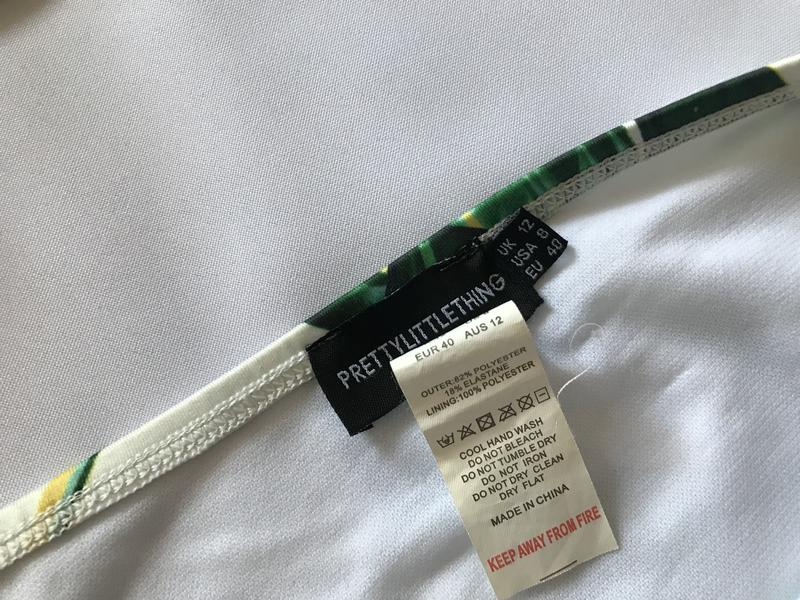 UK 12
USA 8
EU 40
PRETTYLITTLETHING
EUR 40 AUS 12
OUTER:82% POLYESTER
18% ELASTANE
LINING:100% POLYESTER
COOL HAND WASH
DO NOT BLEACH
DO NOT TUMBLE DRY
DO NOT IRON
DO NOT DRY CLEAN
DRY FLAT
MADE IN CHINA
KEEP AWAY FROM FIRE